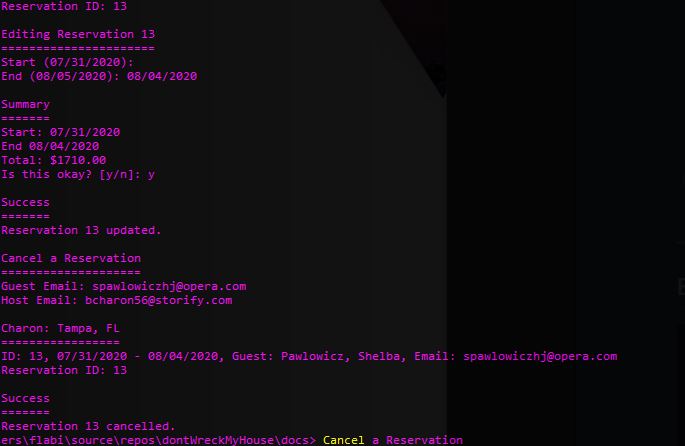 Reservation ID: 13
Editing Reservation 13
======================
Start (07/31/2020):
End (08/05/2020): 08/04/2020
Summary
=======
Start: 07/31/2020
End 08/04/2020
Total: $1710.00
Is this okay? [y/n]: y
Success
=======
Reservation 13 updated.
Cancel a Reservation
====================
Guest Email: spawlowiczhj@opera.com
Host Email: bcharon56@storify.com
Charon: Tampa, FL
=================
ID: 13, 07/31/2020 - 08/04/2020, Guest: Pawlowicz, Shelba, Email: spawlowiczhj@opera.com
Reservation ID: 13
Success
=======
Reservation 13 cancelled.
ers\flabi\source\repos\dontWreckMyHouse\docs> Cancel a Reservation